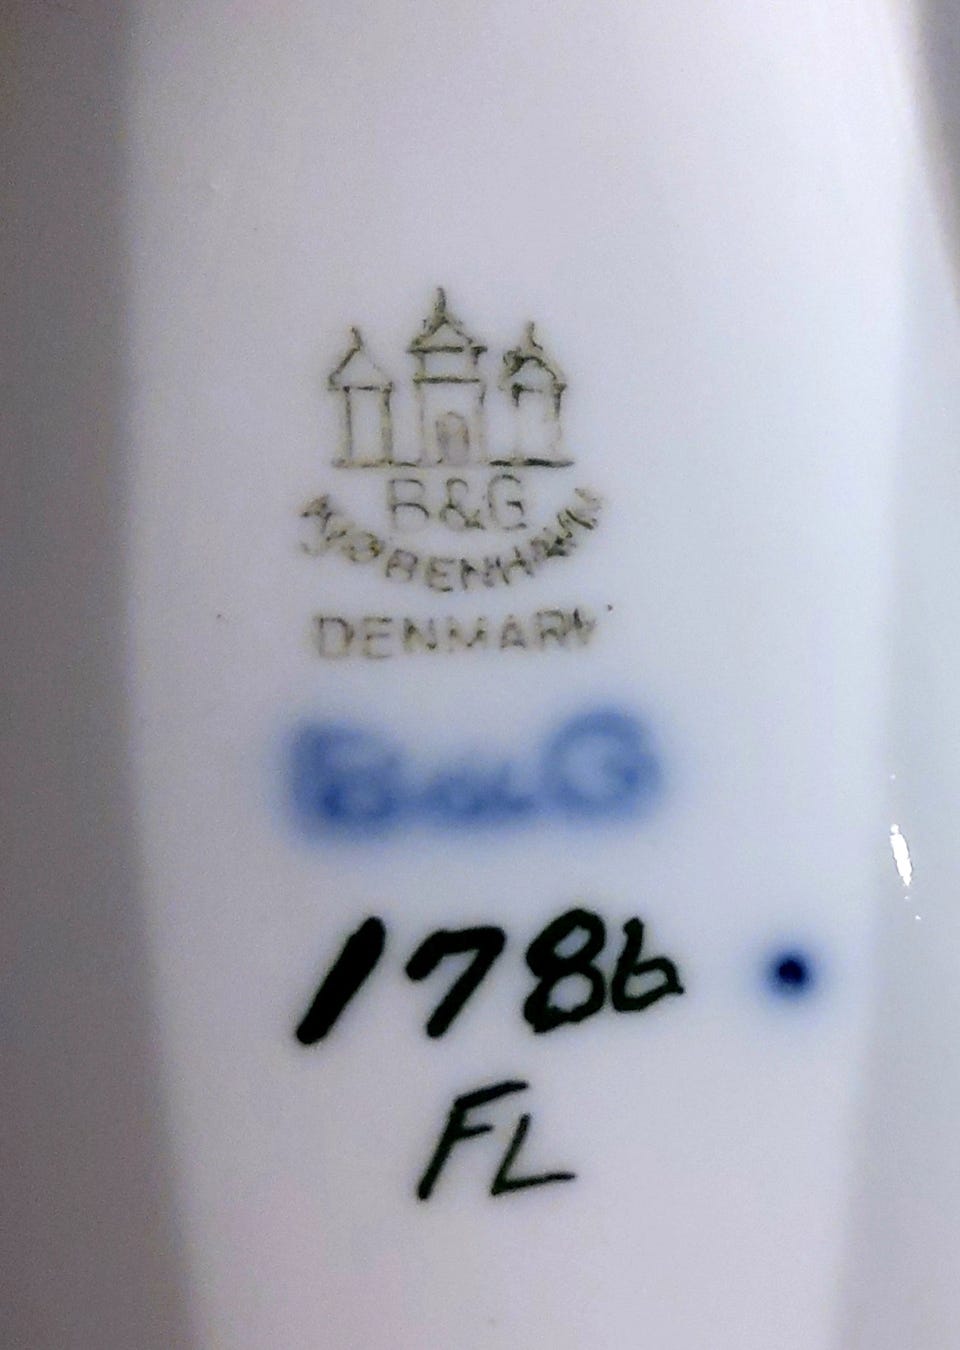 B&G
KJØBENHAVN
DENMARK
B&G
1786
FL